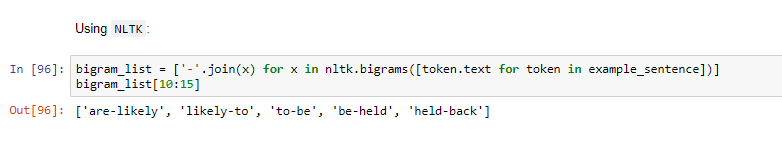 Using NLTK:
In [96]: bigram_list = ['-'.join(x) for x in nltk.bigrams([token.text for token in example_sentence])]
bigram_list[10:15]
Out[96]: ['are-likely', 'likely-to', 'to-be', 'be-held', 'held-back']